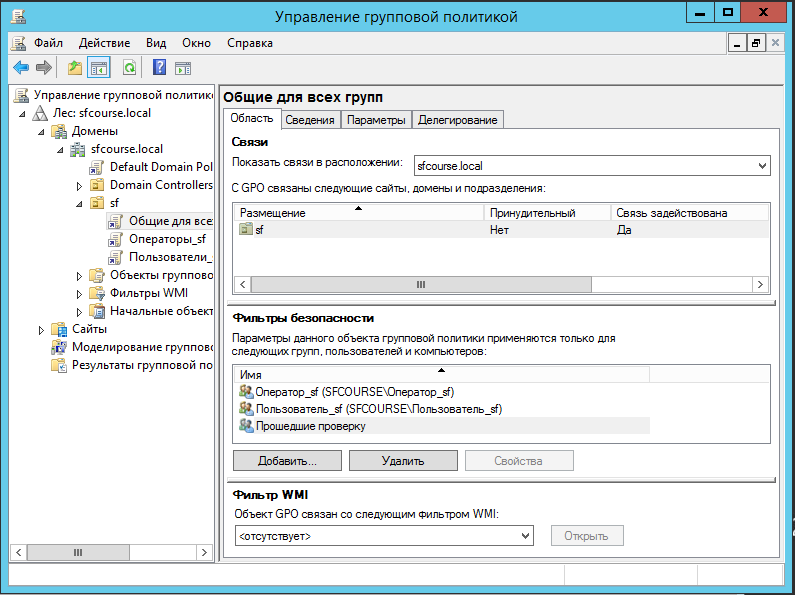 Управление групповой политикой
Файл Действие Вид Окно Справка
Управление групповой политик
Лес: sfcourse.local
Домены
sfcourse.local
Default Domain Pol
Domain Controllers
sf
Общие для все
Операторы_sf
Пользователи_
Объекты группово
Фильтры WMI
Начальные объект
Сайты
Моделирование группово
Результаты групповой по
Общие для всех групп
Область Сведения Параметры Делегирование
Связи
Показать связи в расположении: sfcourse.local
С GPO связаны следующие сайты, домены и подразделения:
Размещение Принудительный Связь задействована
sf Нет Да
Фильтры безопасности
Параметры данного объекта групповой политики применяются только для
следующих групп, пользователей и компьютеров:
Имя
Оператор_sf (SFCOURSE\Оператор_sf)
Пользователь_sf (SFCOURSE\Пользователь_sf)
Прошедшие проверку
Добавить... Удалить Свойства
Фильтр WMI
Объект GPO связан со следующим фильтром WMI:
<отсутствует> Открыть